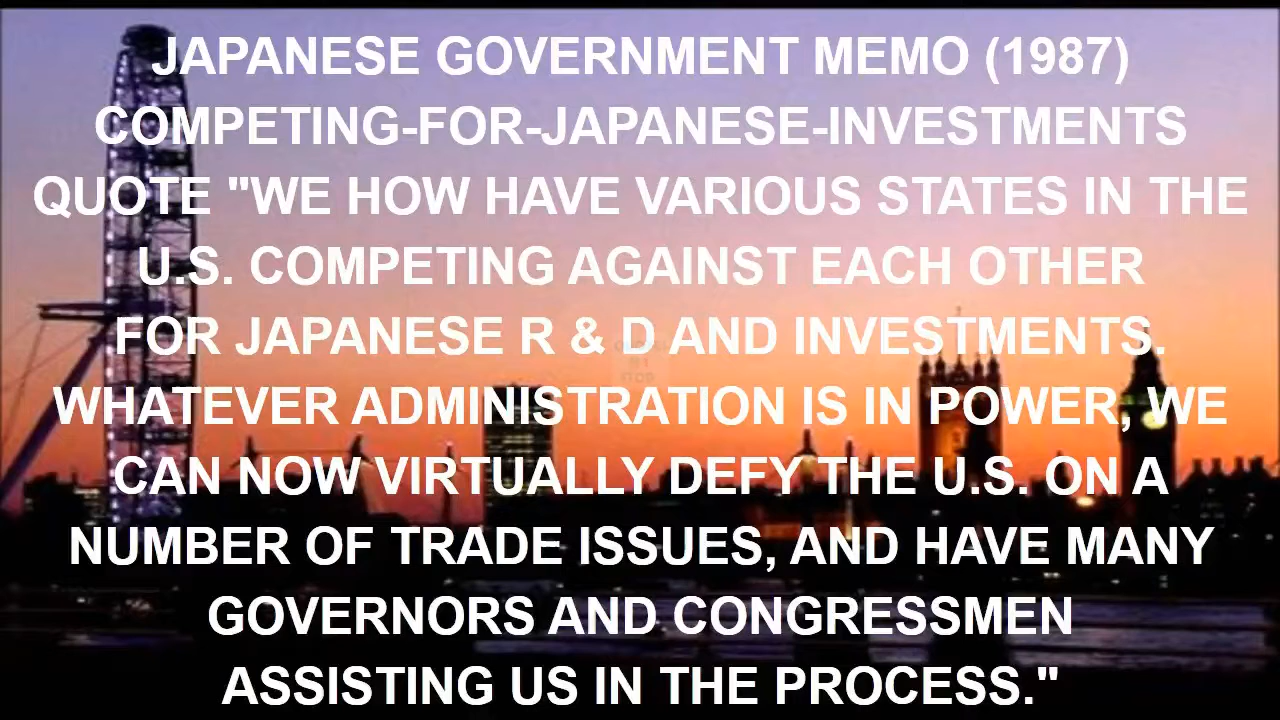 JAPANESE GOVERNMENT MEMO (1987)
COMPETING-FOR-JAPANESE-INVESTMENTS
QUOTE "WE HOW HAVE VARIOUS STATES IN THE
U.S. COMPETING AGAINST EACH OTHER
FOR JAPANESE R & D AND INVESTMENTS.
WHATEVER ADMINISTRATION IS IN POWER, WE
CAN NOW VIRTUALLY DEFY THE U.S. ON A
NUMBER OF TRADE ISSUES, AND HAVE MANY
GOVERNORS AND CONGRESSMEN
ASSISTING US IN THE PROCESS."